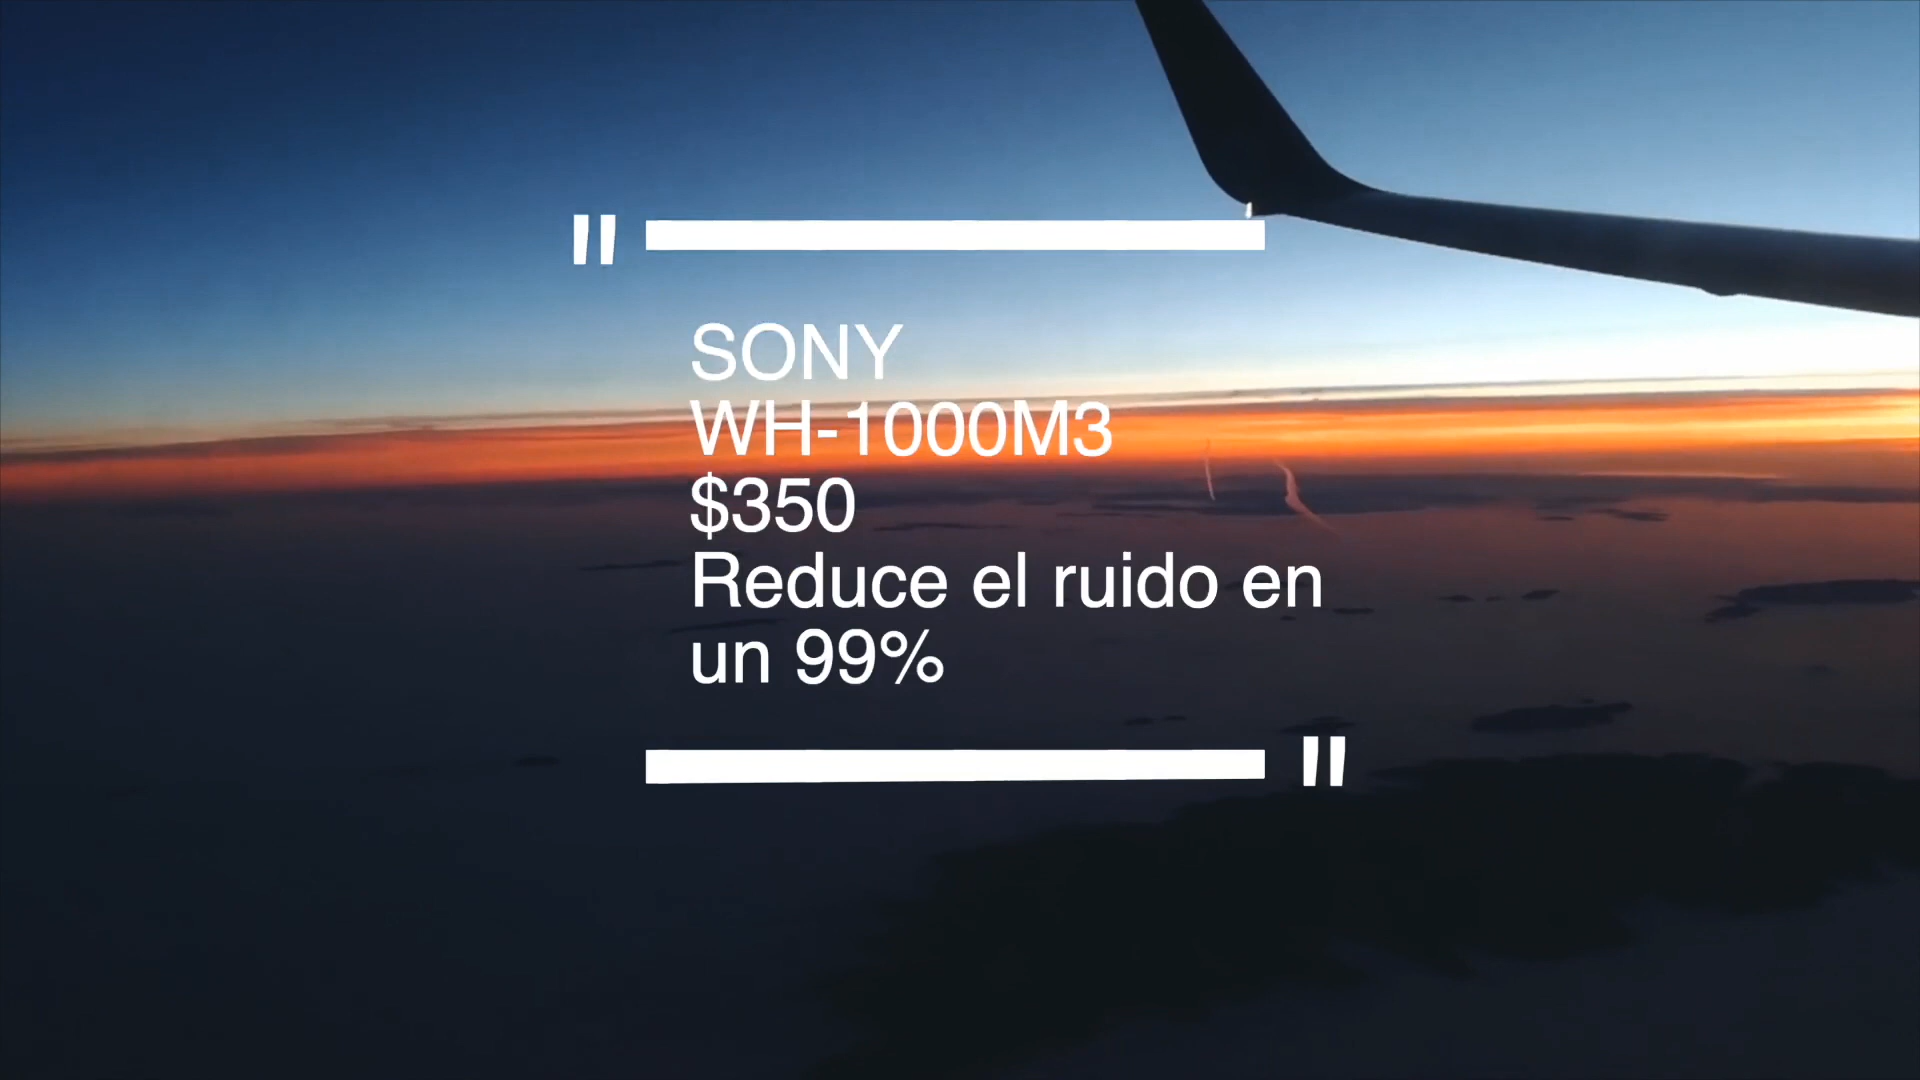 "
SONY
WH-1000M3
$350
Reduce el ruido en
un 99%
"